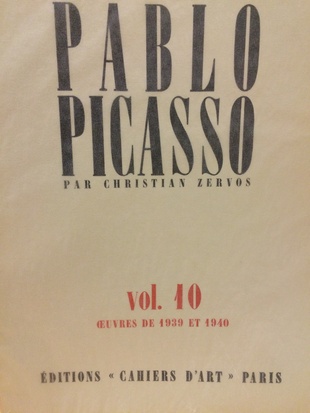 PABLO
PICASSO
PAR CHRISTIAN ZERVOS
vol. 10
ŒUVRES DE 1939 ET 1940
ÉDITIONS « CAHIERS D'ART » PARIS